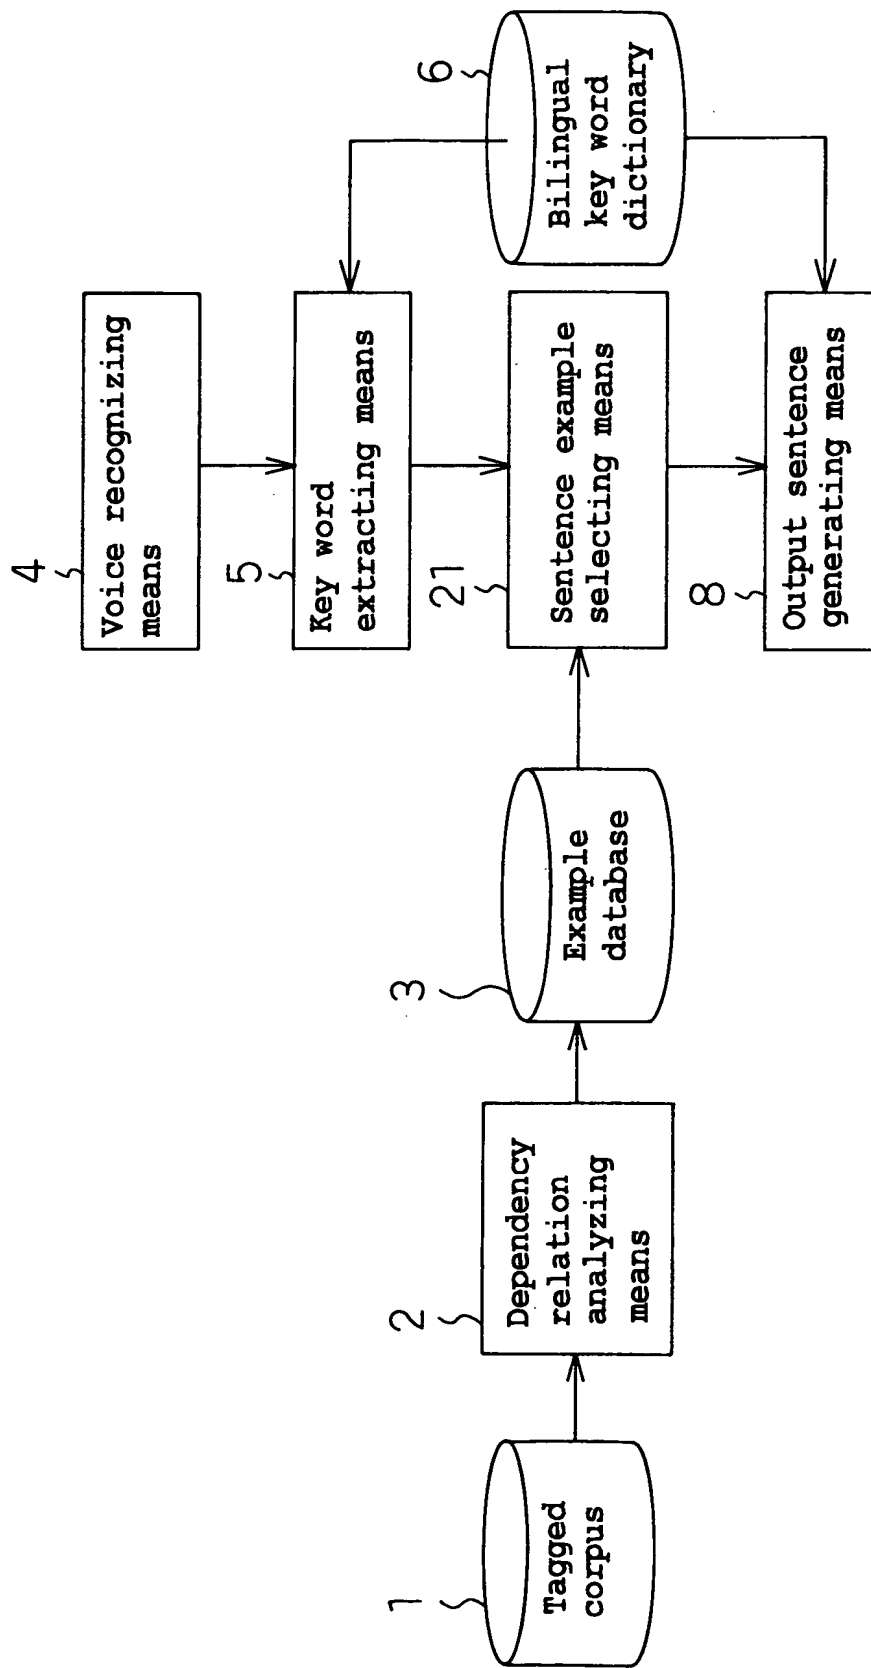 4
Voice recognizing
means
5
Key word
extracting means
6
Bilingual
key word
dictionary
1
Tagged
corpus
2
Dependency
relation
analyzing
means
3
Example
database
21
Sentence example
selecting means
8
Output sentence
generating means